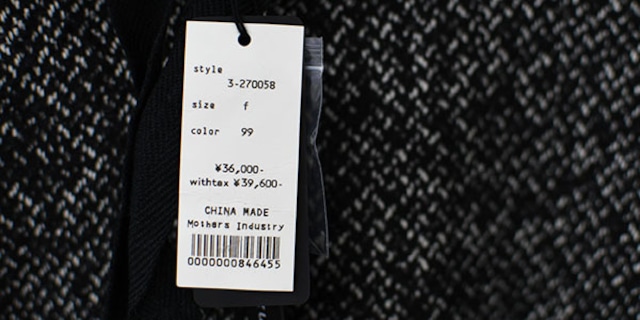 style
3-270058
size f
color 99
¥36,000-
withtax ¥39,600-
CHINA MADE
Mothers Industry
0000000846455